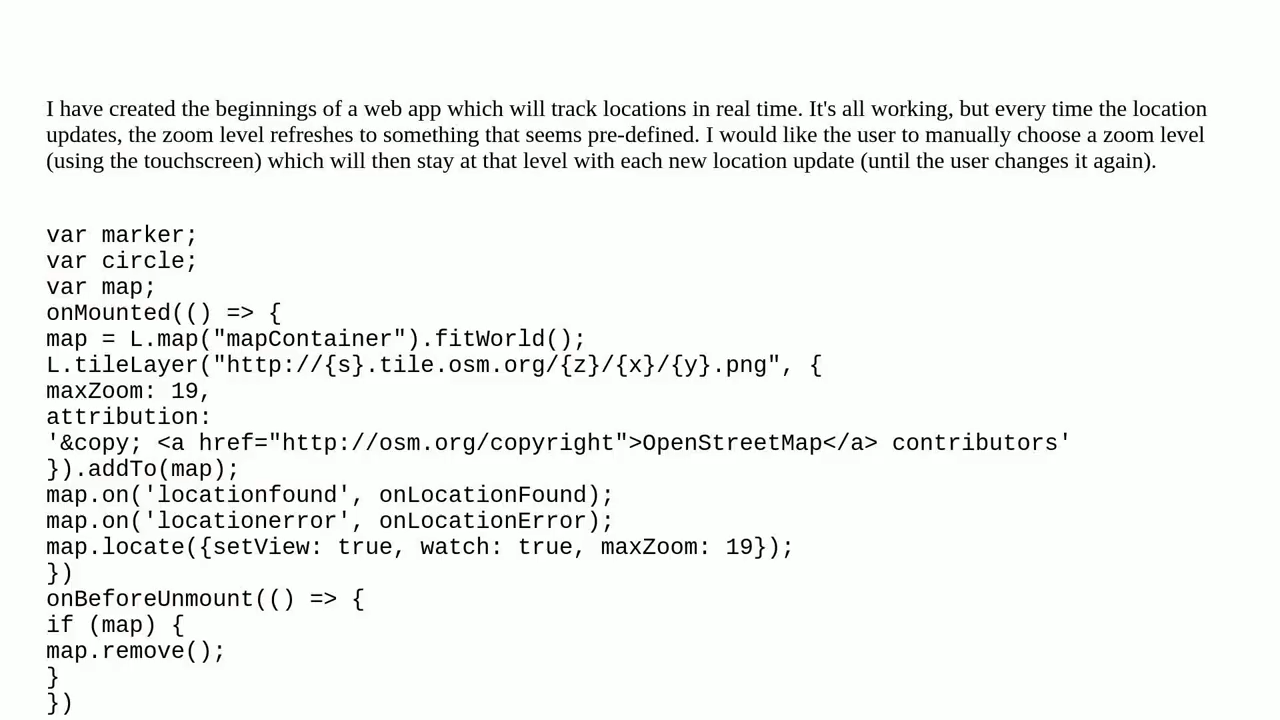 I have created the beginnings of a web app which will track locations in real time. It's all working, but every time the location
updates, the zoom level refreshes to something that seems pre-defined. I would like the user to manually choose a zoom level
(using the touchscreen) which will then stay at that level with each new location update (until the user changes it again).
var marker;
var circle;
var map;
onMounted(() => {
map = L.map("mapContainer").fitWorld();
L.tileLayer("http://{s}.tile.osm.org/{z}/{x}/{y}.png", {
maxZoom: 19,
attribution:
'&copy; <a href="http://osm.org/copyright">OpenStreetMap</a> contributors'
}).addTo(map);
map.on('locationfound', onLocationFound);
map.on('locationerror', onLocationError);
map.locate({setView: true, watch: true, maxZoom: 19});
})
onBeforeUnmount(() => {
if (map) {
map.remove();
}
})